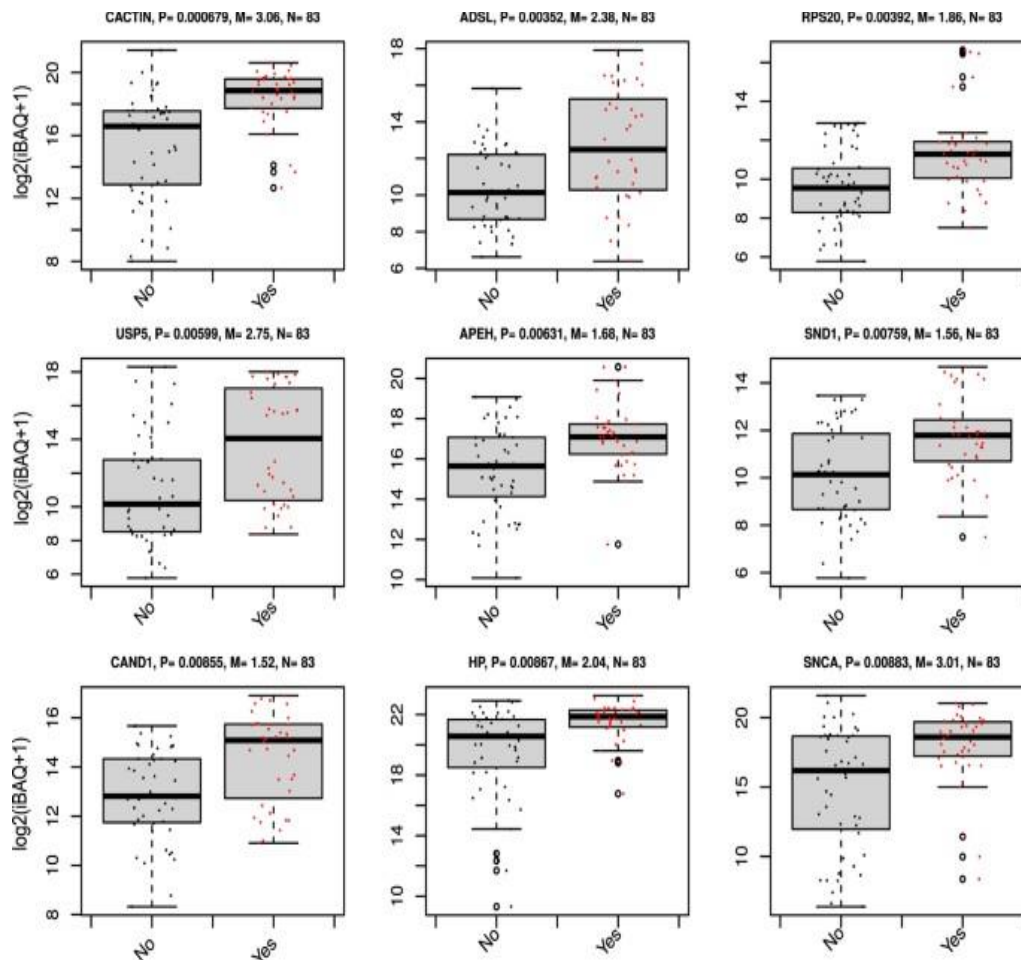 CACTIN, P= 0.000679, M= 3.06, N= 83
ADSL, P= 0.00352, M= 2.38, N= 83
RPS20, P= 0.00392, M= 1.86, N= 83
log2(iBAQ+1)
20
16
12
8
18
14
10
6
14
10
6
No
Yes
No
Yes
No
Yes
USP5, P= 0.00599, M= 2.75, N= 83
APEH, P= 0.00631, M= 1.68, N= 83
SND1, P= 0.00759, M= 1.56, N= 83
log2(iBAQ+1)
18
14
10
6
20
18
16
14
12
10
14
12
10
8
6
No
Yes
No
Yes
No
Yes
CAND1, P= 0.00855, M= 1.52, N= 83
HP, P= 0.00867, M= 2.04, N= 83
SNCA, P= 0.00883, M= 3.01, N= 83
log2(iBAQ+1)
16
14
12
10
8
22
18
14
10
20
15
10
No
Yes
No
Yes
No
Yes